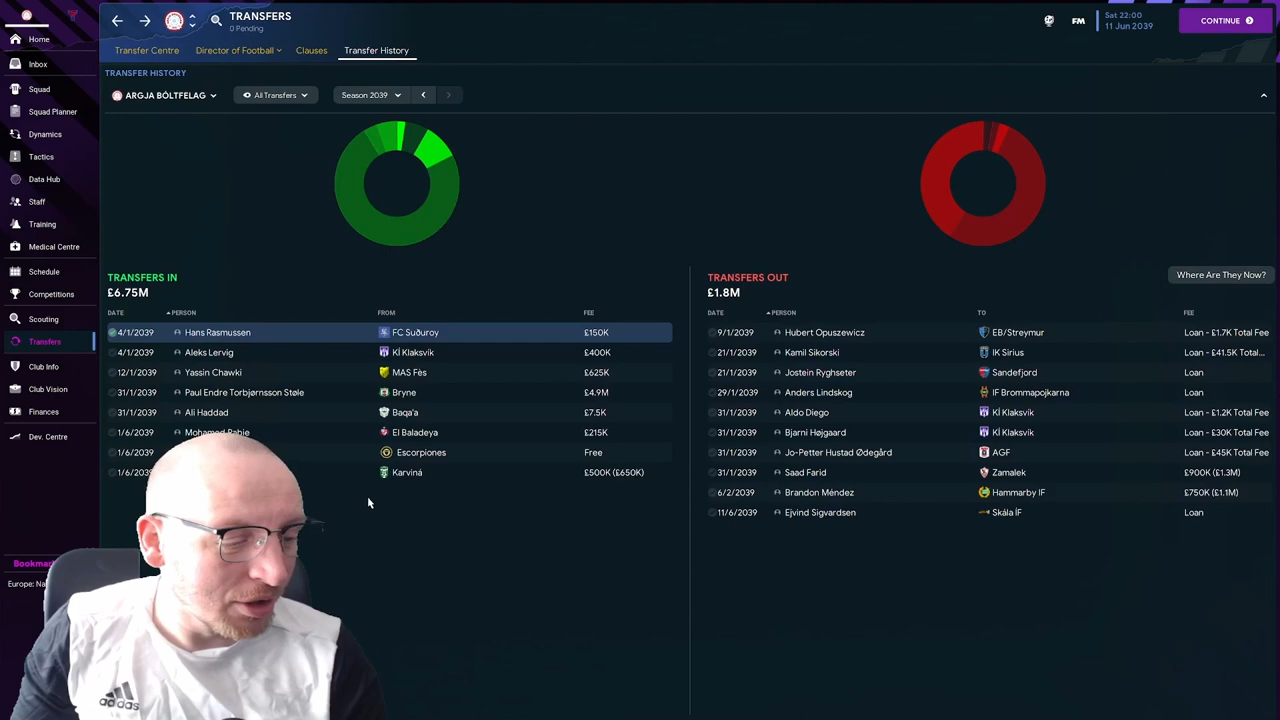 TRANSFERS
0 Pending
FM
Sat 22:00
11 Jun 2039
CONTINUE
Home
Inbox
Squad
Squad Planner
Dynamics
Tactics
Data Hub
Staff
Training
Medical Centre
Schedule
Competitions
Scouting
Transfers
Club Info
Club Vision
Finances
Dev. Centre
Bookmar
Europe: Na
Transfer Centre Director of Football Clauses Transfer History
TRANSFER HISTORY
ARGJA BÓLTFELAG All Transfers Season 2039
TRANSFERS IN
£6.75M
DATE PERSON FROM FEE
4/1/2039 Hans Rasmussen FC Suðuroy £150K
4/1/2039 Aleks Lervig KÍ Klaksvík £400K
12/1/2039 Yassin Chawki MAS Fès £625K
31/1/2039 Paul Endre Torbjørnsson Støle Bryne £4.9M
31/1/2039 Ali Haddad Baqa'a £7.5K
1/6/2039 Mohamed Rabie El Baladeya £215K
1/6/2039 Escorpiones Free
1/6/2039 Karviná £500K (£650K)
TRANSFERS OUT
£1.8M
Where Are They Now?
DATE PERSON TO FEE
9/1/2039 Hubert Opuszewicz EB/Streymur Loan - £1.7K Total Fee
21/1/2039 Kamil Sikorski IK Sirius Loan - £41.5K Total...
21/1/2039 Jostein Ryghseter Sandefjord Loan
29/1/2039 Anders Lindskog IF Brommapojkarna Loan
31/1/2039 Aldo Diego KÍ Klaksvík Loan - £1.2K Total Fee
31/1/2039 Bjarni Højgaard KÍ Klaksvík Loan - £30K Total Fee
31/1/2039 Jo-Petter Hustad Ødegård AGF Loan - £45K Total Fee
31/1/2039 Saad Farid Zamalek £900K (£1.3M)
6/2/2039 Brandon Méndez Hammarby IF £750K (£1.1M)
11/6/2039 Ejvind Sigvardsen Skála ÍF Loan
adidas